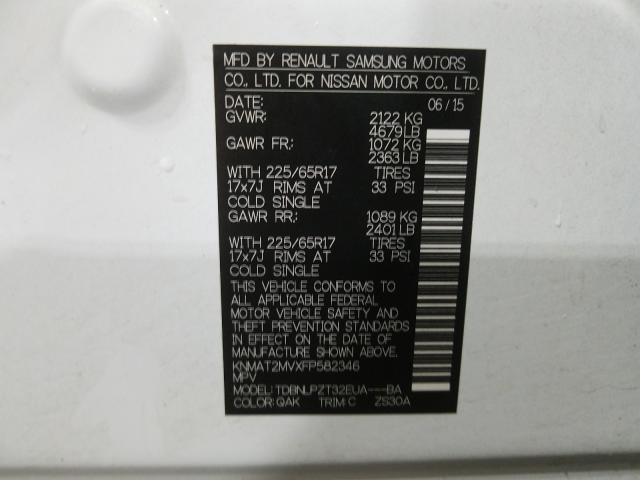 MFD BY RENAULT SAMSUNG MOTORS
CO., LTD. FOR NISSAN MOTOR CO., LTD.
DATE: 06/15
GVWR: 2122 KG
4679 LB
GAWR FR: 1072 KG
2363 LB
WITH 225/65R17 TIRES
17x7J RIMS AT 33 PSI
COLD SINGLE
GAWR RR: 1089 KG
2401 LB
WITH 225/65R17 TIRES
17x7J RIMS AT 33 PSI
COLD SINGLE
THIS VEHICLE CONFORMS TO
ALL APPLICABLE FEDERAL
MOTOR VEHICLE SAFETY AND
THEFT PREVENTION STANDARDS
IN EFFECT ON THE DATE OF
MANUFACTURE SHOWN ABOVE.
KNMAT2MVXFP582346
MPV
MODEL: TDBNLPZT32EUA---BA
COLOR: QAK TRIM: C ZS30A